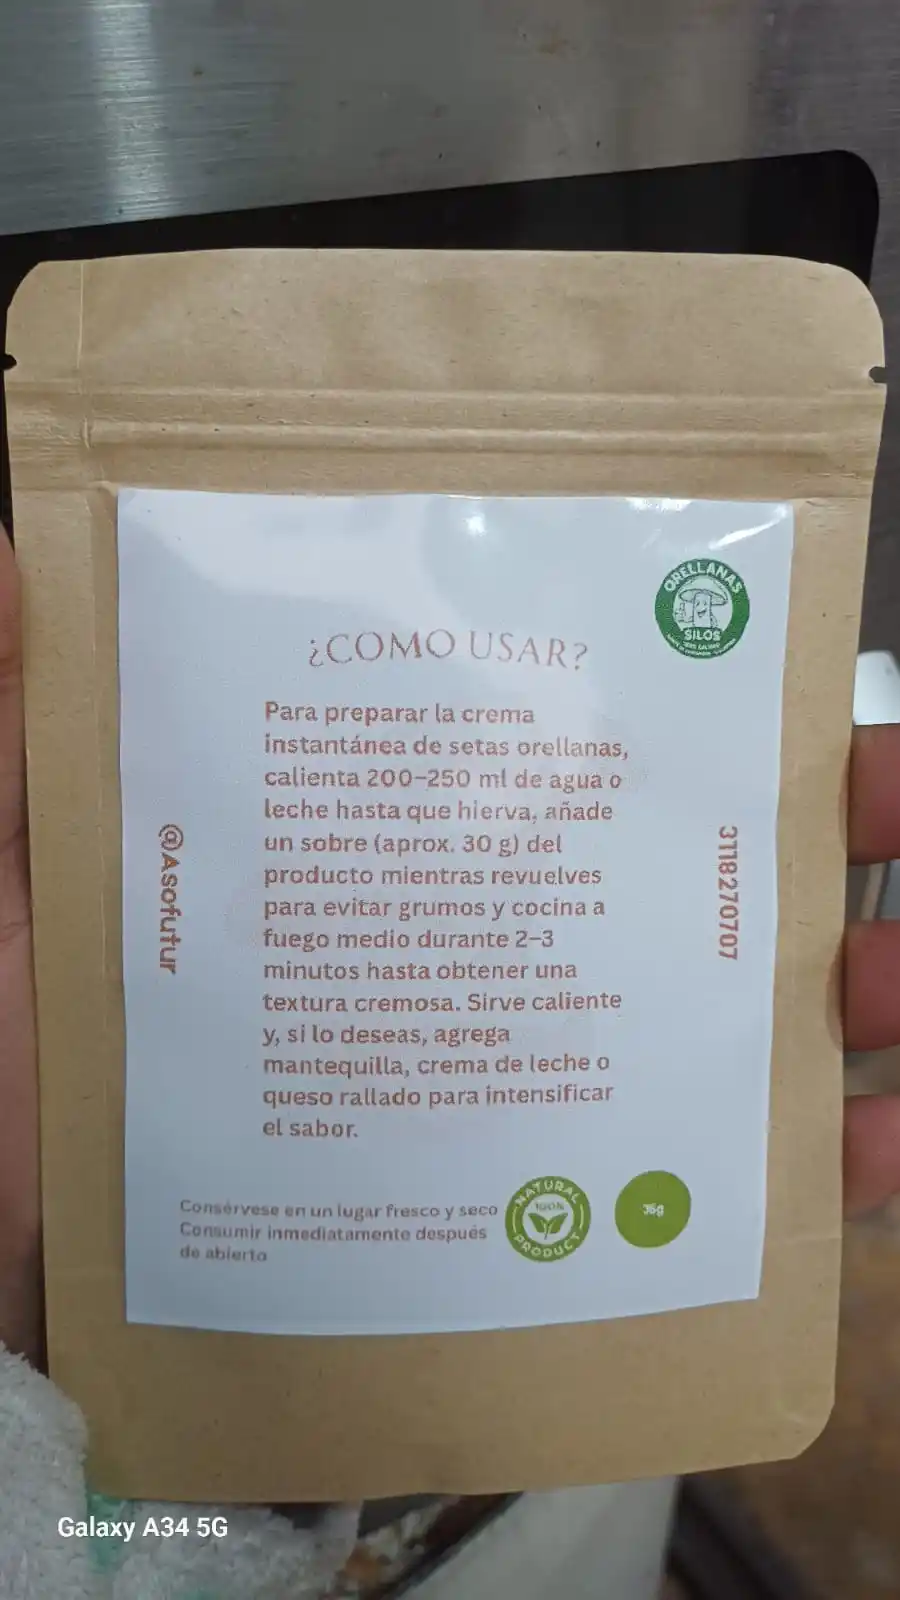 ORELLANAS
SILOS
¿COMO USAR?
Para preparar la crema
instantánea de setas orellanas,
calienta 200-250 ml de agua o
leche hasta que hierva, añade
un sobre (aprox. 30 g) del
producto mientras revuelves
para evitar grumos y cocina a
fuego medio durante 2-3
minutos hasta obtener una
textura cremosa. Sirve caliente
y, si lo deseas, agrega
mantequilla, crema de leche o
queso rallado para intensificar
el sabor.
@Asofutur
3118270707
Consérvese en un lugar fresco y seco
Consumir inmediatamente después
de abierto
NATURAL
100%
PRODUCT
35g
Galaxy A34 5G